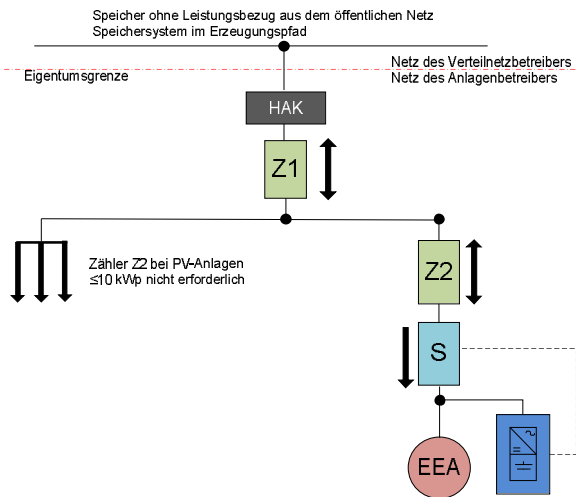 Speicher ohne Leistungsbezug aus dem öffentlichen Netz
Speichersystem im Erzeugungspfad
Netz des Verteilnetzbetreibers
Eigentumsgrenze
Netz des Anlagenbetreibers
HAK
Z1
Zähler Z2 bei PV-Anlagen
≤10 kWp nicht erforderlich
Z2
S
EEA